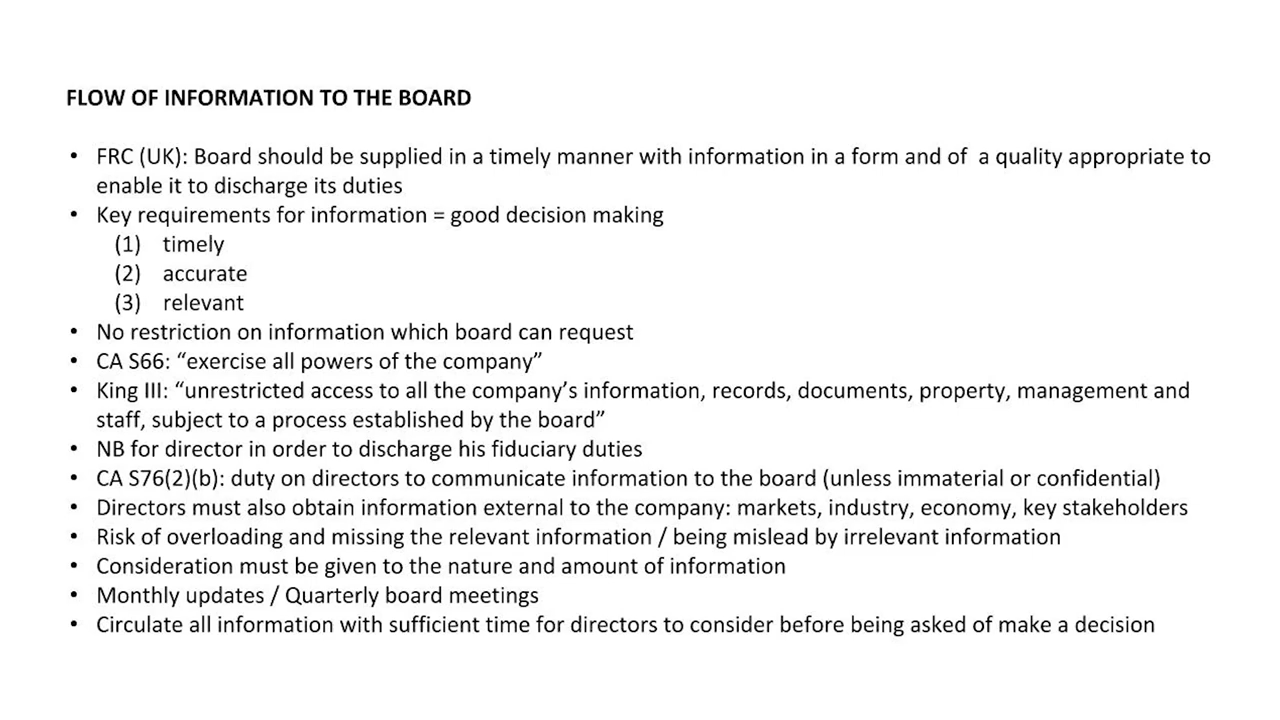 FLOW OF INFORMATION TO THE BOARD
• FRC (UK): Board should be supplied in a timely manner with information in a form and of  a quality appropriate to
enable it to discharge its duties
• Key requirements for information = good decision making
(1) timely
(2) accurate
(3) relevant
• No restriction on information which board can request
• CA S66: “exercise all powers of the company”
• King III: “unrestricted access to all the company’s information, records, documents, property, management and
staff, subject to a process established by the board”
• NB for director in order to discharge his fiduciary duties
• CA S76(2)(b): duty on directors to communicate information to the board (unless immaterial or confidential)
• Directors must also obtain information external to the company: markets, industry, economy, key stakeholders
• Risk of overloading and missing the relevant information / being mislead by irrelevant information
• Consideration must be given to the nature and amount of information
• Monthly updates / Quarterly board meetings
• Circulate all information with sufficient time for directors to consider before being asked of make a decision